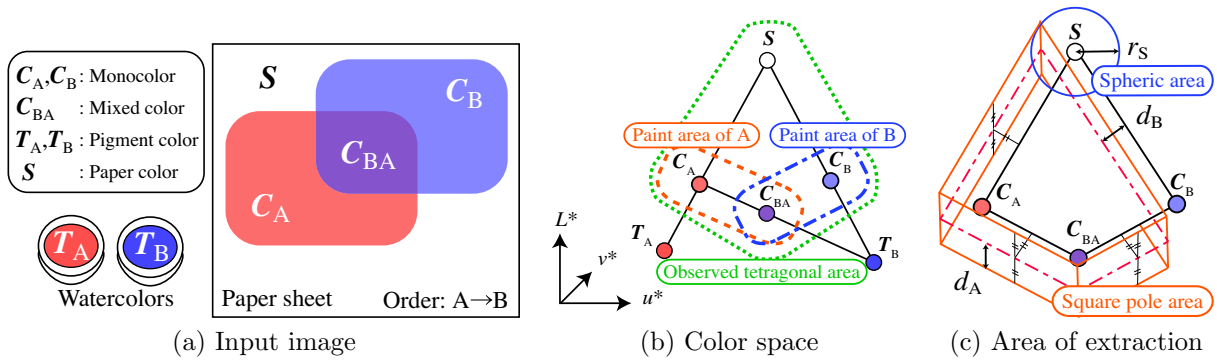 C_A,C_B : Monocolor
C_BA : Mixed color
T_A,T_B : Pigment color
S : Paper color
T_A
T_B
Watercolors
S
C_B
C_BA
C_A
Paper sheet
Order: A→B
(a) Input image
S
Paint area of A
Paint area of B
C_A
C_B
C_BA
T_A
T_B
Observed tetragonal area
L*
v*
u*
(b) Color space
S
r_S
Spheric area
d_B
C_A
C_B
C_BA
d_A
Square pole area
(c) Area of extraction